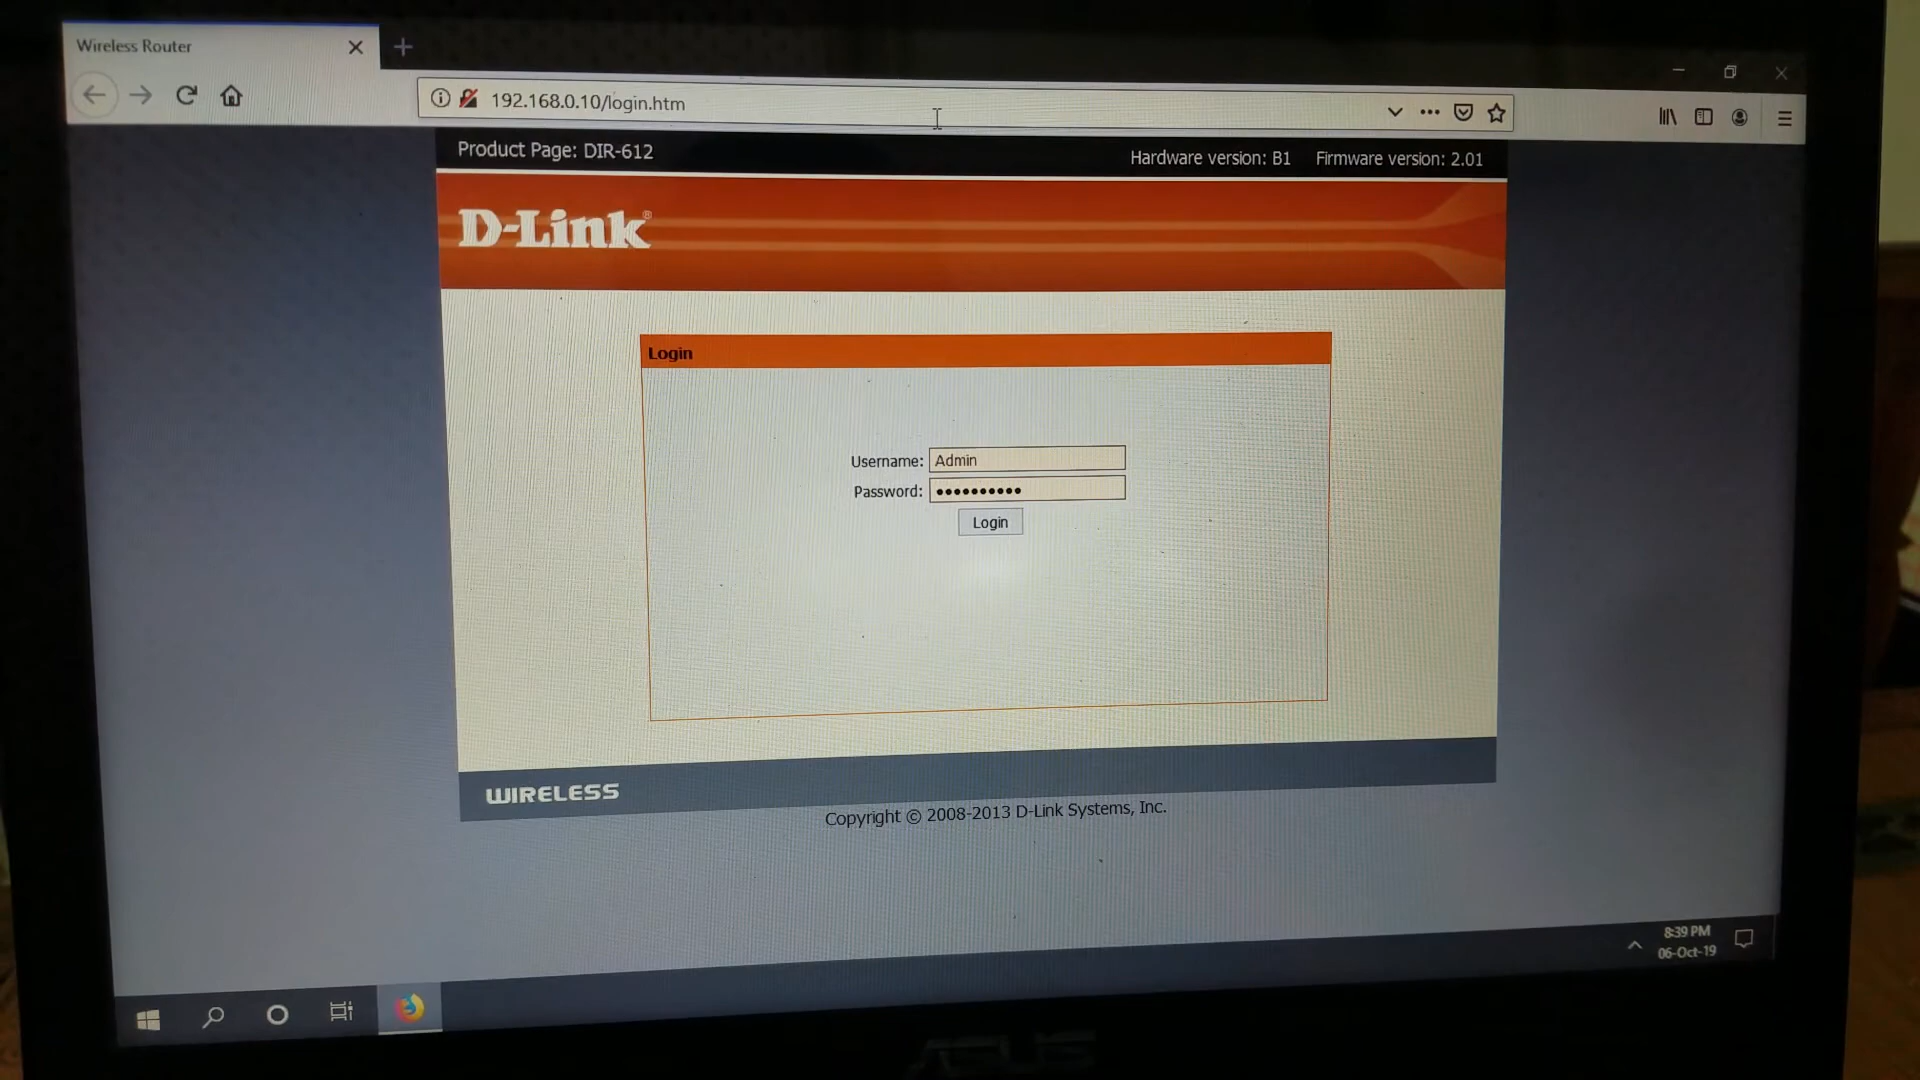 Wireless Router
192.168.0.10/login.htm
Product Page: DIR-612
Hardware version: B1 Firmware version: 2.01
D-Link®
Login
Username: Admin
Password: ••••••••••
Login
WIRELESS
Copyright © 2008-2013 D-Link Systems, Inc.
8:39 PM
06-Oct-19
ASUS